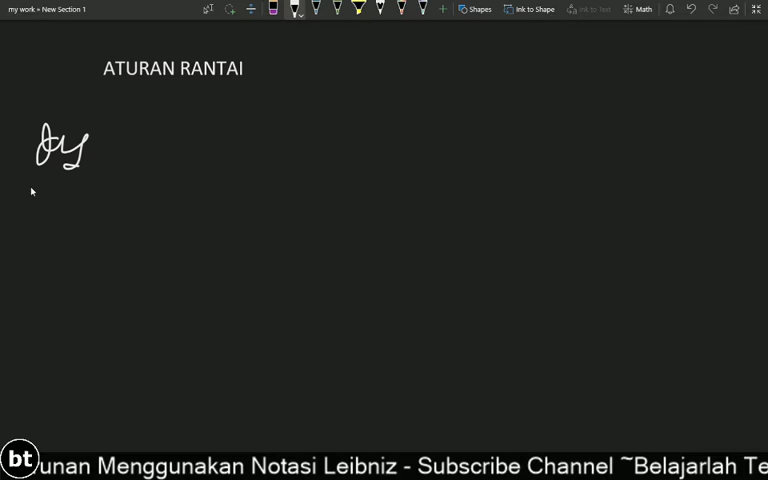 my work » New Section 1
Shapes
Ink to Shape
Ink to Text
Math
ATURAN RANTAI
dy
bt
unan Menggunakan Notasi Leibniz - Subscribe Channel ~Belajarlah Te